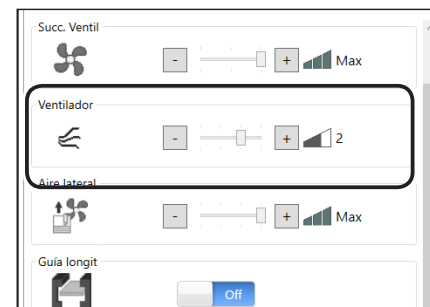 Succ. Ventil
- + Max
Ventilador
- + 2
Aire lateral
- + Max
Guía longit
Off